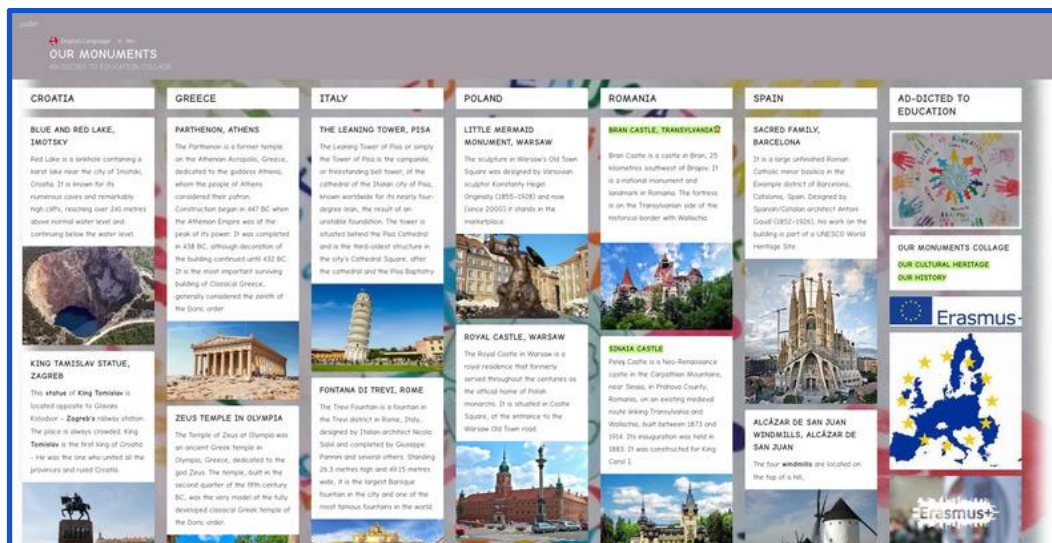 padlet
English Language
OUR MONUMENTS
AD-DICTED TO EDUCATION COLLAGE
CROATIA
BLUE AND RED LAKE,
IMOTSKY
Red Lake is a sinkhole containing a
karst lake near the city of Imotski,
Croatia. It is known for its
numerous caves and remarkably
high cliffs, reaching over 241 metres
above normal water level and
continuing below the water level.
KING TAMISLAV STATUE,
ZAGREB
This statue of King Tomislav is
located opposite to Glavani
Kolodvor - Zagreb's railway station.
The place is always crowded. King
Tomislav is the first king of Croatia
- He was the one who united all the
provinces and ruled Croatia.
GREECE
PARTHENON, ATHENS
The Parthenon is a former temple
on the Athenian Acropolis, Greece,
dedicated to the goddess Athena,
whom the people of Athens
considered their patron.
Construction began in 447 BC when
the Athenian Empire was at the
peak of its power. It was completed
in 438 BC, although decoration of
the building continued until 432 BC.
It is the most important surviving
building of Classical Greece,
generally considered the zenith of
the Doric order
ZEUS TEMPLE IN OLYMPIA
The Temple of Zeus at Olympia was
an ancient Greek temple in
Olympia, Greece, dedicated to the
god Zeus. The temple, built in the
second quarter of the fifth century
BC, was the very model of the fully
developed classical Greek temple of
the Doric order.
ITALY
THE LEANING TOWER, PISA
The Leaning Tower of Pisa or simply
the Tower of Pisa is the campanile,
or freestanding bell tower, of the
cathedral of the Italian city of Pisa,
known worldwide for its nearly four-
degree lean, the result of an
unstable foundation. The tower is
situated behind the Pisa Cathedral
and is the third-oldest structure in
the city's Cathedral Square, after
the cathedral and the Pisa Baptistry
FONTANA DI TREVI, ROME
The Trevi Fountain is a fountain in
the Trevi district in Rome, Italy,
designed by Italian architect Nicola
Salvi and completed by Giuseppe
Pannini and several others. Standing
26.3 metres high and 49.15 metres
wide, it is the largest Baroque
fountain in the city and one of the
most famous fountains in the world.
POLAND
LITTLE MERMAID
MONUMENT, WARSAW
The sculpture in Warsaw's Old Town
Square was designed by Varsovian
sculptor Konstanty Hegel.
Originally (1855-1928) and now
(since 2000) it stands in the
marketplace.
ROYAL CASTLE, WARSAW
The Royal Castle in Warsaw is a
royal residence that formerly
served throughout the centuries as
the official home of Polish
monarchs. It is situated in Castle
Square, at the entrance to the
Warsaw Old Town road.
ROMANIA
BRAN CASTLE, TRANSYLVANIA
Bran Castle is a castle in Bran, 25
kilometres southwest of Brașov. It
is a national monument and
landmark in Romania. The fortress
is on the Transylvanian side of the
historical border with Wallachia
SINAIA CASTLE
Peleș Castle is a Neo-Renaissance
castle in the Carpathian Mountains,
near Sinaia, in Prahova County,
Romania, on an existing medieval
route linking Transylvania and
Wallachia, built between 1873 and
1914. Its inauguration was held in
1883. It was constructed for King
Carol I.
SPAIN
SACRED FAMILY,
BARCELONA
It is a large unfinished Roman
Catholic minor basilica in the
Eixample district of Barcelona,
Catalonia, Spain. Designed by
Spanish/Catalan architect Antoni
Gaudí (1852-1926), his work on the
building is part of a UNESCO World
Heritage Site
ALCÁZAR DE SAN JUAN
WINDMILLS, ALCÁZAR DE
SAN JUAN
The four windmills are located on
the top of a hill,
AD-DICTED TO
EDUCATION
OUR MONUMENTS COLLAGE
OUR CULTURAL HERITAGE
OUR HISTORY
Erasmus+
Erasmus+